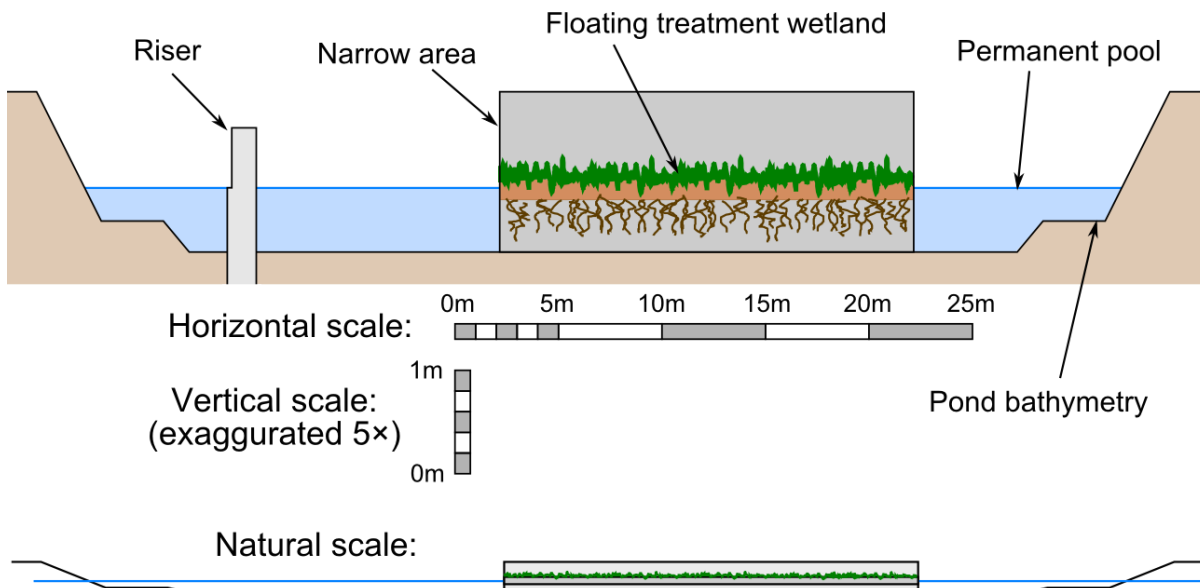 Floating treatment wetland
Riser
Narrow area
Permanent pool
0m 5m 10m 15m 20m 25m
Horizontal scale:
1m
Vertical scale:
(exaggurated 5×)
0m
Pond bathymetry
Natural scale: